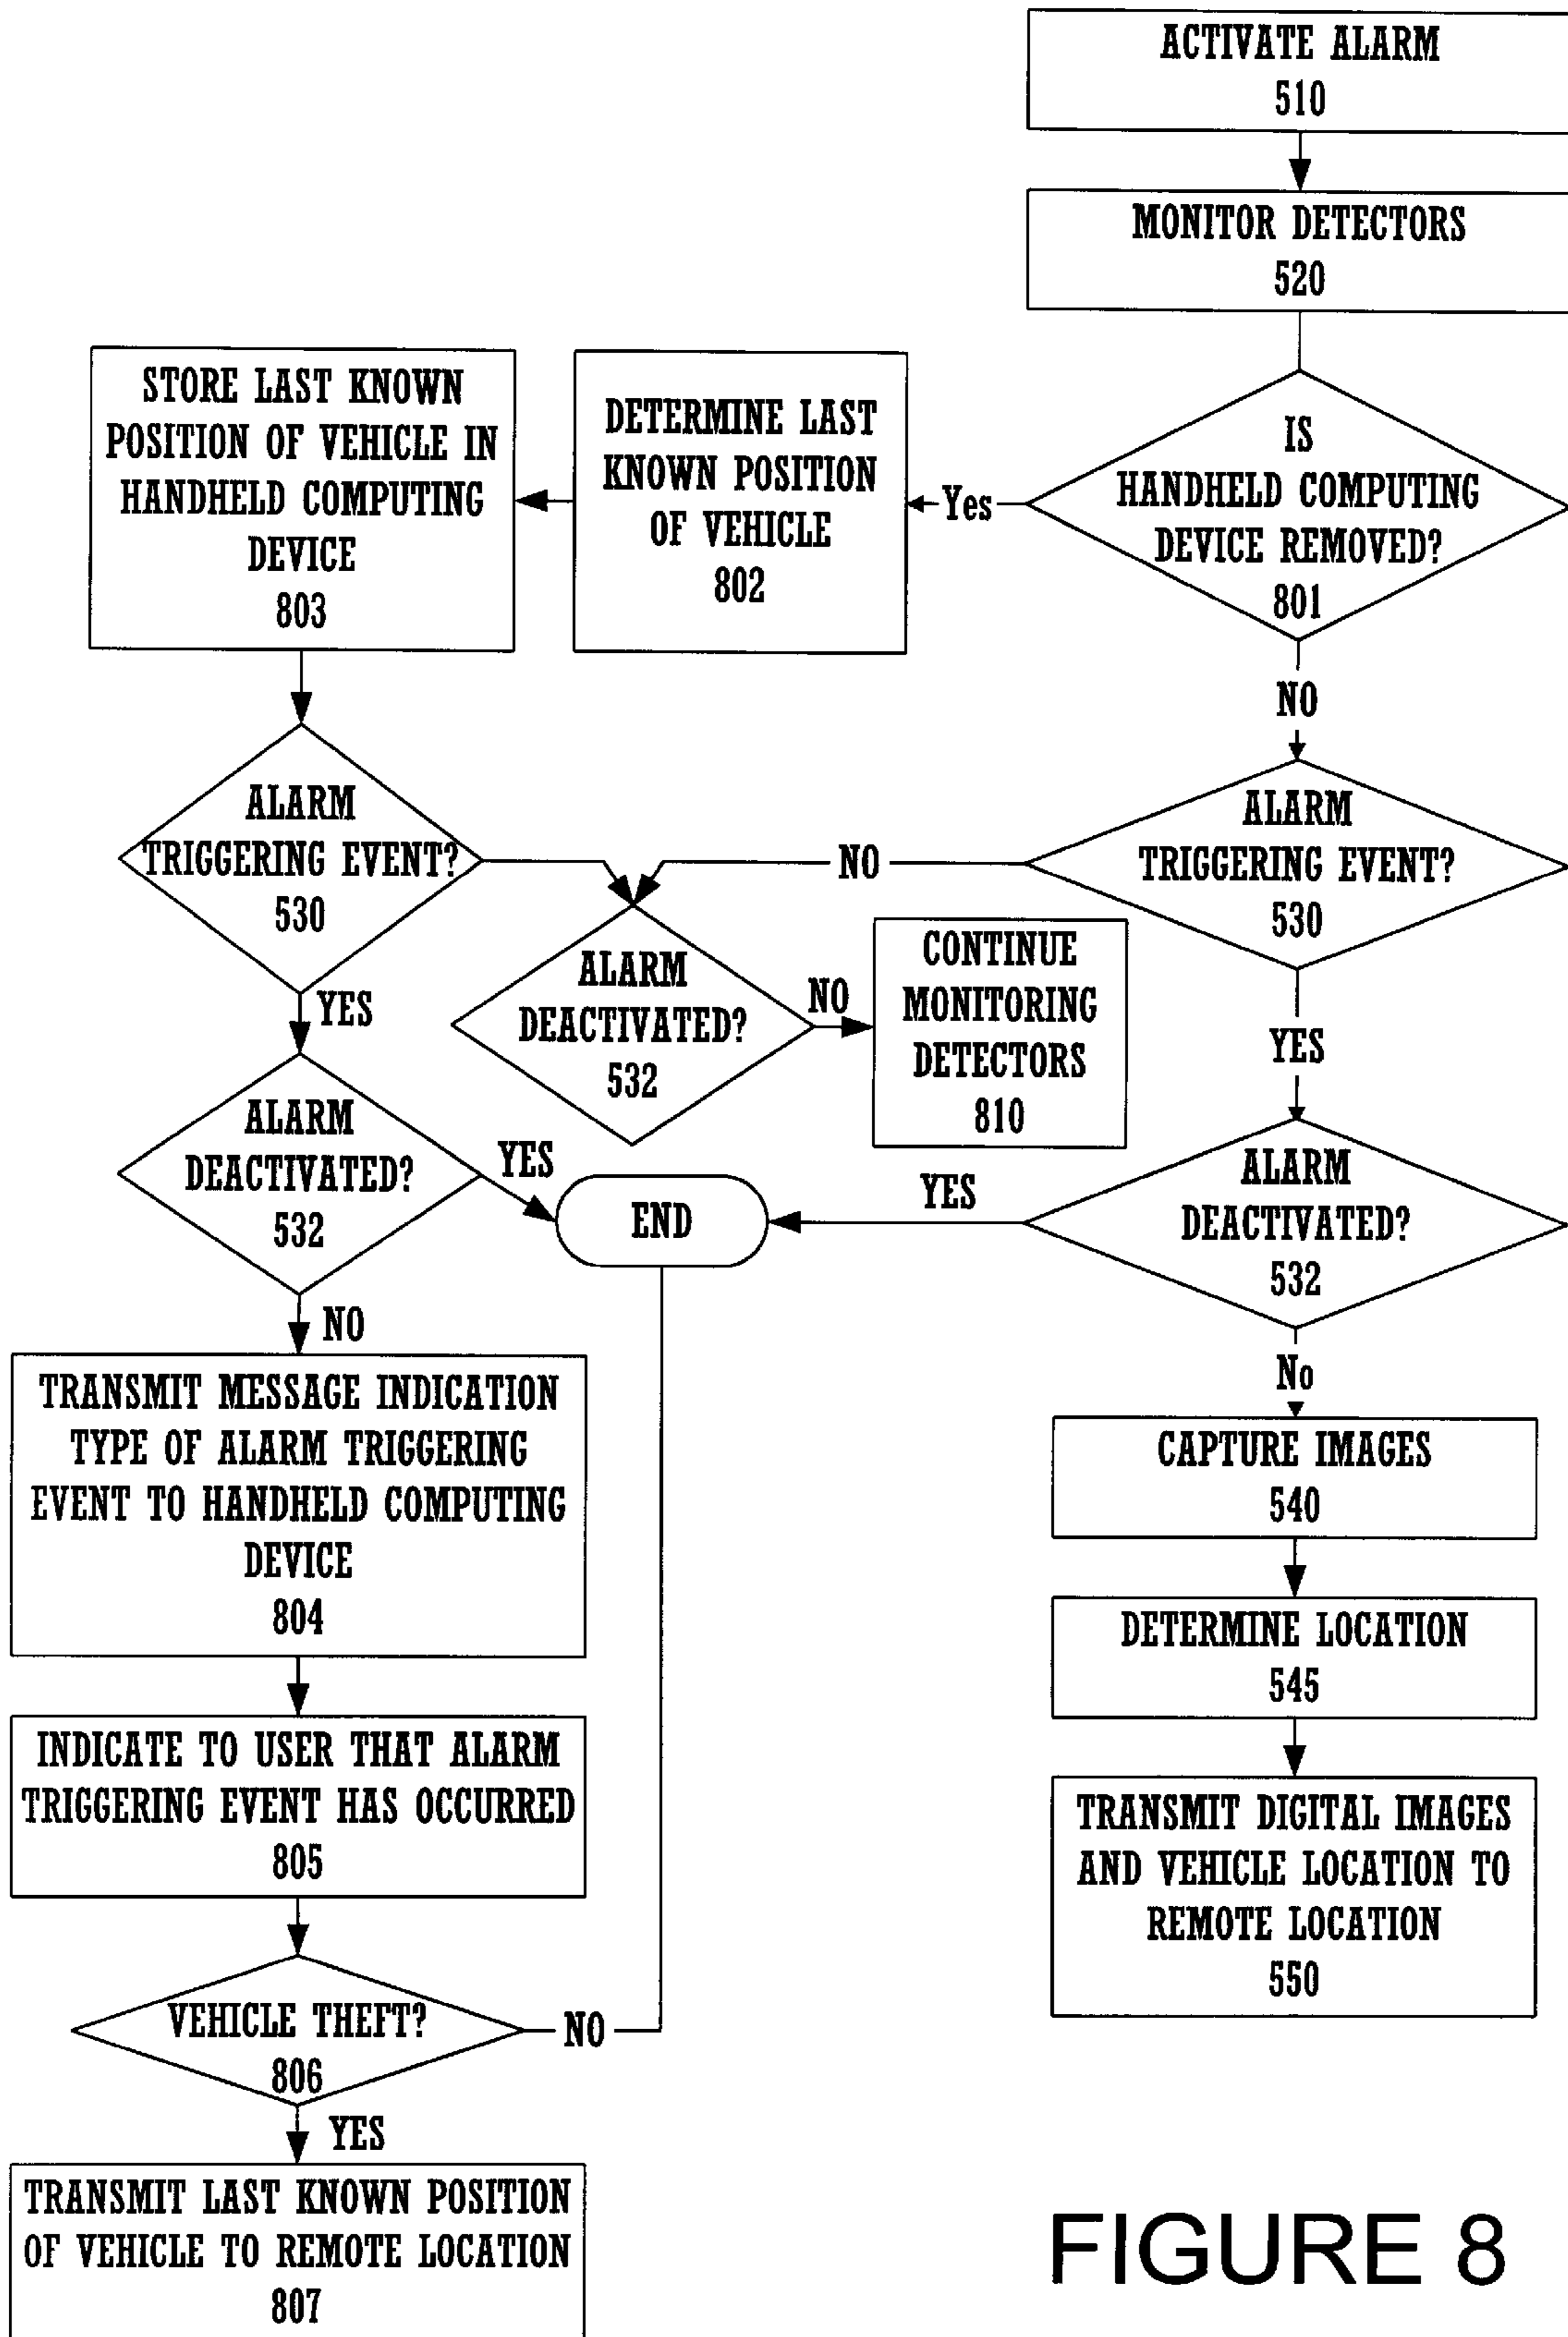 ACTIVATE ALARM
510
MONITOR DETECTORS
520
IS
HANDHELD COMPUTING
DEVICE REMOVED?
801
Yes
DETERMINE LAST
KNOWN POSITION
OF VEHICLE
802
STORE LAST KNOWN
POSITION OF VEHICLE IN
HANDHELD COMPUTING
DEVICE
803
NO
ALARM
TRIGGERING EVENT?
530
ALARM
TRIGGERING EVENT?
530
NO
ALARM
DEACTIVATED?
532
NO
CONTINUE
MONITORING
DETECTORS
810
YES
YES
ALARM
DEACTIVATED?
532
YES
END
YES
ALARM
DEACTIVATED?
532
NO
No
TRANSMIT MESSAGE INDICATION
TYPE OF ALARM TRIGGERING
EVENT TO HANDHELD COMPUTING
DEVICE
804
CAPTURE IMAGES
540
DETERMINE LOCATION
545
INDICATE TO USER THAT ALARM
TRIGGERING EVENT HAS OCCURRED
805
TRANSMIT DIGITAL IMAGES
AND VEHICLE LOCATION TO
REMOTE LOCATION
550
VEHICLE THEFT?
806
NO
YES
TRANSMIT LAST KNOWN POSITION
OF VEHICLE TO REMOTE LOCATION
807
FIGURE 8